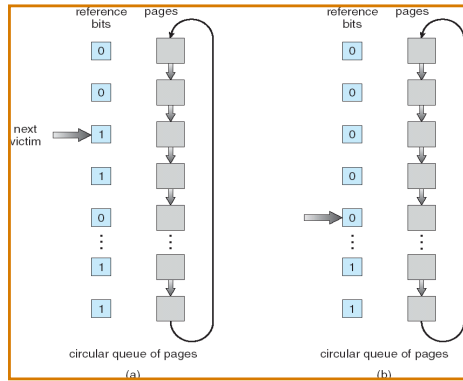 reference pages
bits
0
0
next
victim
1
1
0
1
1
circular queue of pages
(a)
reference pages
bits
0
0
0
0
0
1
1
circular queue of pages
(b)